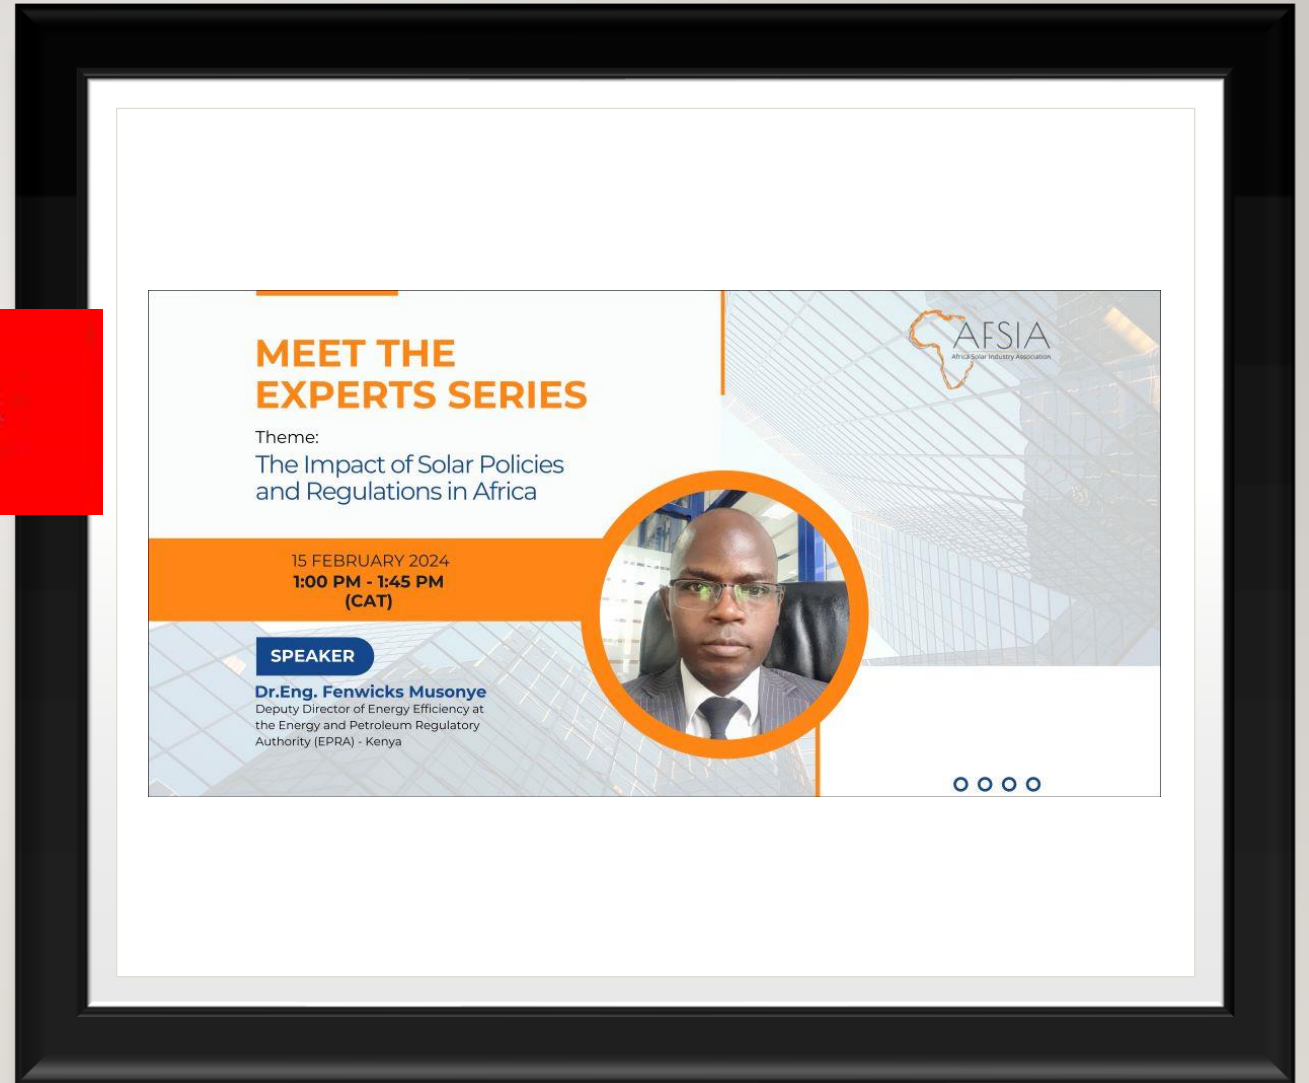 MEET THE
EXPERTS SERIES
Theme:
The Impact of Solar Policies
and Regulations in Africa
15 FEBRUARY 2024
1:00 PM - 1:45 PM
(CAT)
SPEAKER
Dr.Eng. Fenwicks Musonye
Deputy Director of Energy Efficiency at
the Energy and Petroleum Regulatory
Authority (EPRA) - Kenya
AFSIA
Africa Solar Industry Association